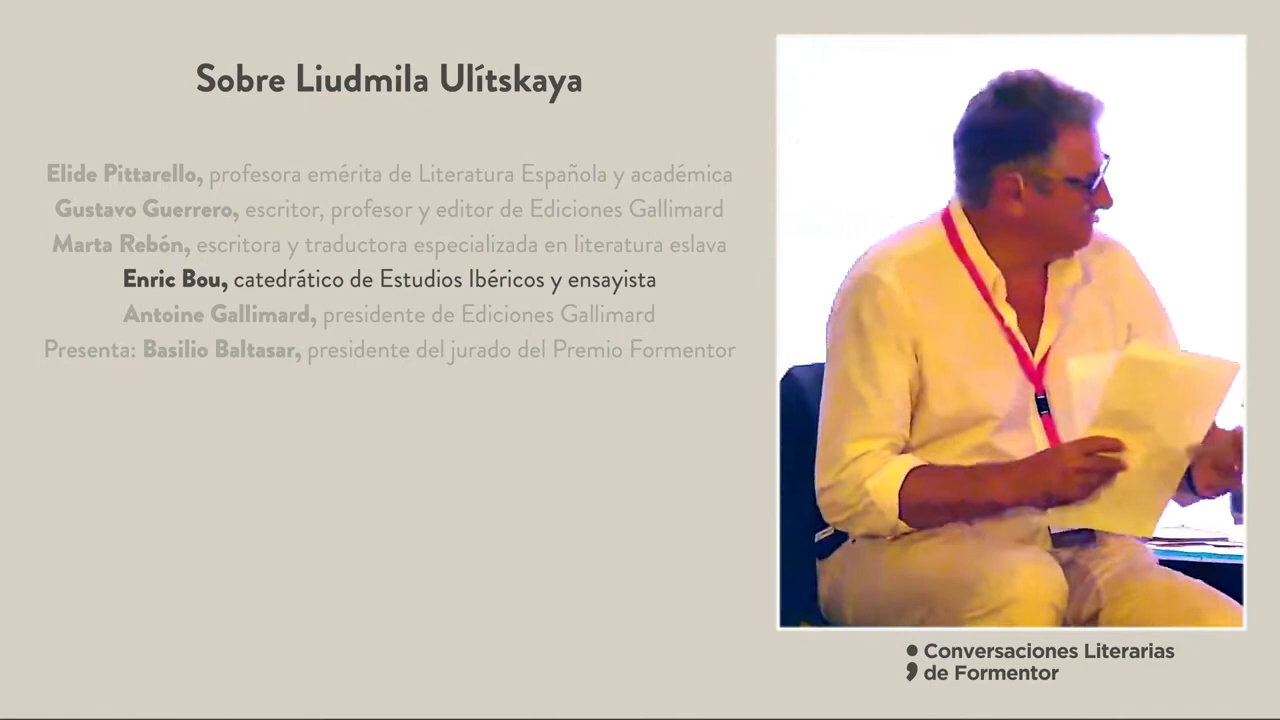 Sobre Liudmila Ulítskaya
Elide Pittarello, profesora emérita de Literatura Española y académica
Gustavo Guerrero, escritor, profesor y editor de Ediciones Gallimard
Marta Rebón, escritora y traductora especializada en literatura eslava
Enric Bou, catedrático de Estudios Ibéricos y ensayista
Antoine Gallimard, presidente de Ediciones Gallimard
Presenta: Basilio Baltasar, presidente del jurado del Premio Formentor
Conversaciones Literarias
de Formentor